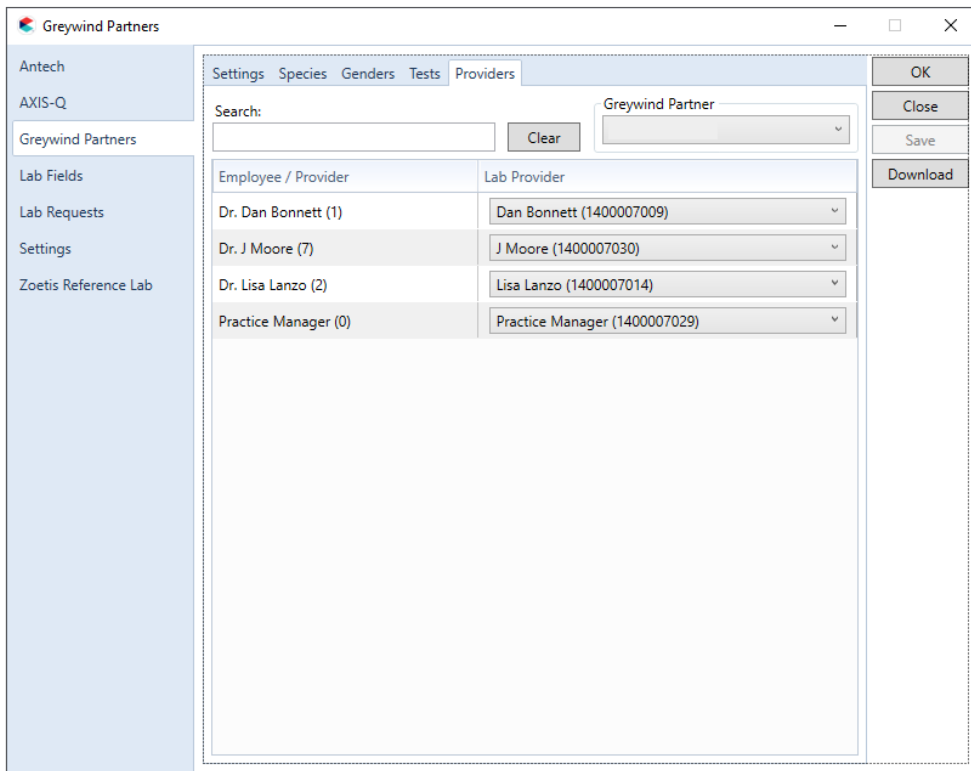 Greywind Partners
Antech
AXIS-Q
Greywind Partners
Lab Fields
Lab Requests
Settings
Zoetis Reference Lab
Settings Species Genders Tests Providers
Search:
Clear
Greywind Partner
Employee / Provider Lab Provider
Dr. Dan Bonnett (1) Dan Bonnett (1400007009)
Dr. J Moore (7) J Moore (1400007030)
Dr. Lisa Lanzo (2) Lisa Lanzo (1400007014)
Practice Manager (0) Practice Manager (1400007029)
OK
Close
Save
Download